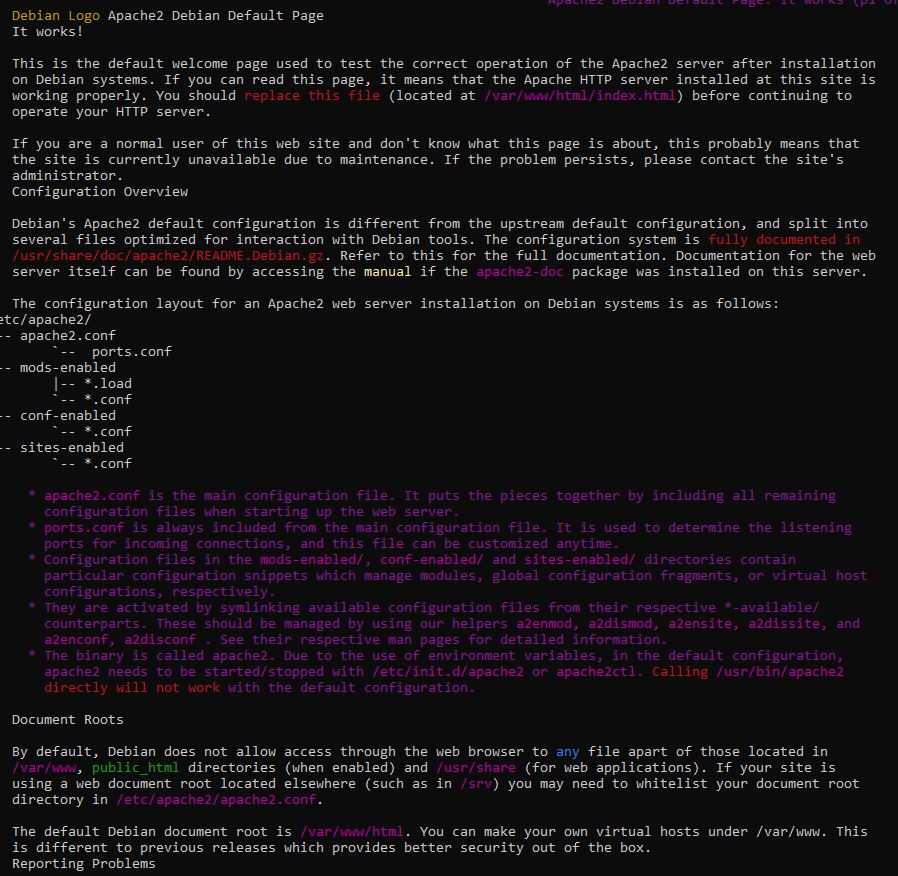 Apache2 Debian Default Page: It works (p1 of
Debian Logo Apache2 Debian Default Page
It works!
This is the default welcome page used to test the correct operation of the Apache2 server after installation
on Debian systems. If you can read this page, it means that the Apache HTTP server installed at this site is
working properly. You should replace this file (located at /var/www/html/index.html) before continuing to
operate your HTTP server.
If you are a normal user of this web site and don't know what this page is about, this probably means that
the site is currently unavailable due to maintenance. If the problem persists, please contact the site's
administrator.
Configuration Overview
Debian's Apache2 default configuration is different from the upstream default configuration, and split into
several files optimized for interaction with Debian tools. The configuration system is fully documented in
/usr/share/doc/apache2/README.Debian.gz. Refer to this for the full documentation. Documentation for the web
server itself can be found by accessing the manual if the apache2-doc package was installed on this server.
The configuration layout for an Apache2 web server installation on Debian systems is as follows:
etc/apache2/
-- apache2.conf
`-- ports.conf
-- mods-enabled
|-- *.load
`-- *.conf
-- conf-enabled
`-- *.conf
-- sites-enabled
`-- *.conf
* apache2.conf is the main configuration file. It puts the pieces together by including all remaining
configuration files when starting up the web server.
* ports.conf is always included from the main configuration file. It is used to determine the listening
ports for incoming connections, and this file can be customized anytime.
* Configuration files in the mods-enabled/, conf-enabled/ and sites-enabled/ directories contain
particular configuration snippets which manage modules, global configuration fragments, or virtual host
configurations, respectively.
* They are activated by symlinking available configuration files from their respective *-available/
counterparts. These should be managed by using our helpers a2enmod, a2dismod, a2ensite, a2dissite, and
a2enconf, a2disconf . See their respective man pages for detailed information.
* The binary is called apache2. Due to the use of environment variables, in the default configuration,
apache2 needs to be started/stopped with /etc/init.d/apache2 or apache2ctl. Calling /usr/bin/apache2
directly will not work with the default configuration.
Document Roots
By default, Debian does not allow access through the web browser to any file apart of those located in
/var/www, public_html directories (when enabled) and /usr/share (for web applications). If your site is
using a web document root located elsewhere (such as in /srv) you may need to whitelist your document root
directory in /etc/apache2/apache2.conf.
The default Debian document root is /var/www/html. You can make your own virtual hosts under /var/www. This
is different to previous releases which provides better security out of the box.
Reporting Problems